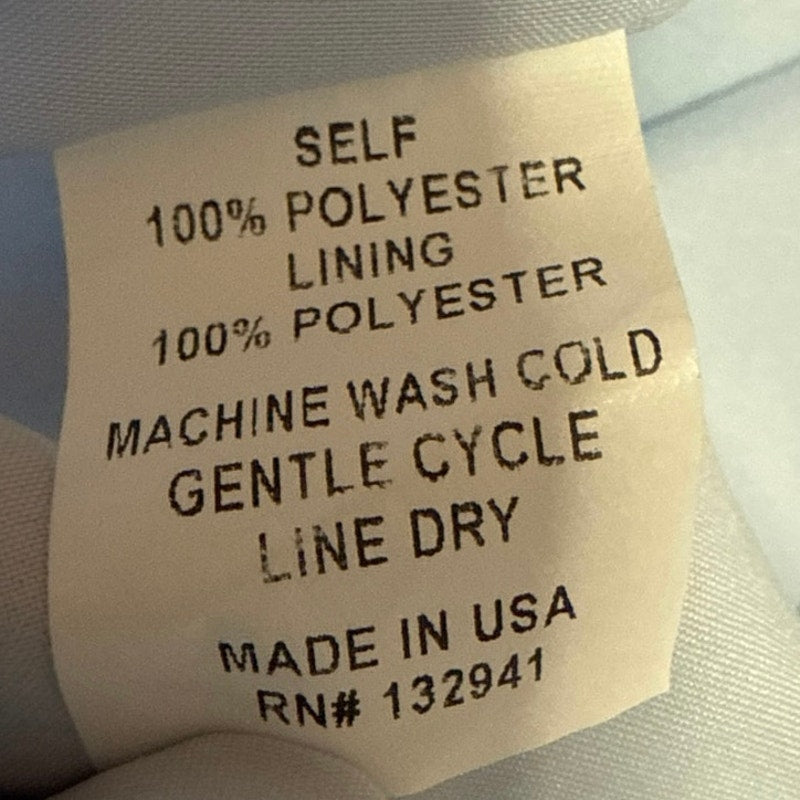 SELF
100% POLYESTER
LINING
100% POLYESTER
MACHINE WASH COLD
GENTLE CYCLE
LINE DRY
MADE IN USA
RN# 132941